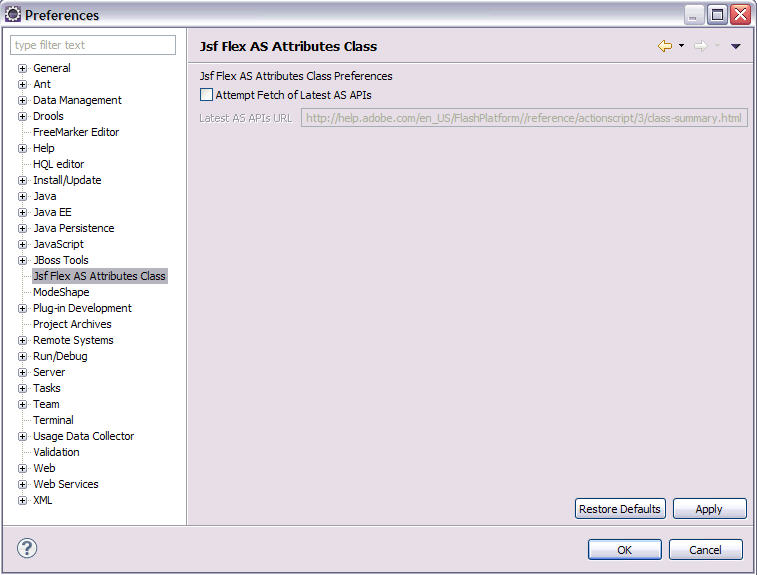 Preferences
type filter text
General
Ant
Data Management
Drools
FreeMarker Editor
Help
HQL editor
Install/Update
Java
Java EE
Java Persistence
JavaScript
JBoss Tools
Jsf Flex AS Attributes Class
ModeShape
Plug-in Development
Project Archives
Remote Systems
Run/Debug
Server
Tasks
Team
Terminal
Usage Data Collector
Validation
Web
Web Services
XML
Jsf Flex AS Attributes Class
Jsf Flex AS Attributes Class Preferences
Attempt Fetch of Latest AS APIs
Latest AS APIs URL http://help.adobe.com/en_US/FlashPlatform//reference/actionscript/3/class-summary.html
Restore Defaults Apply
? OK Cancel